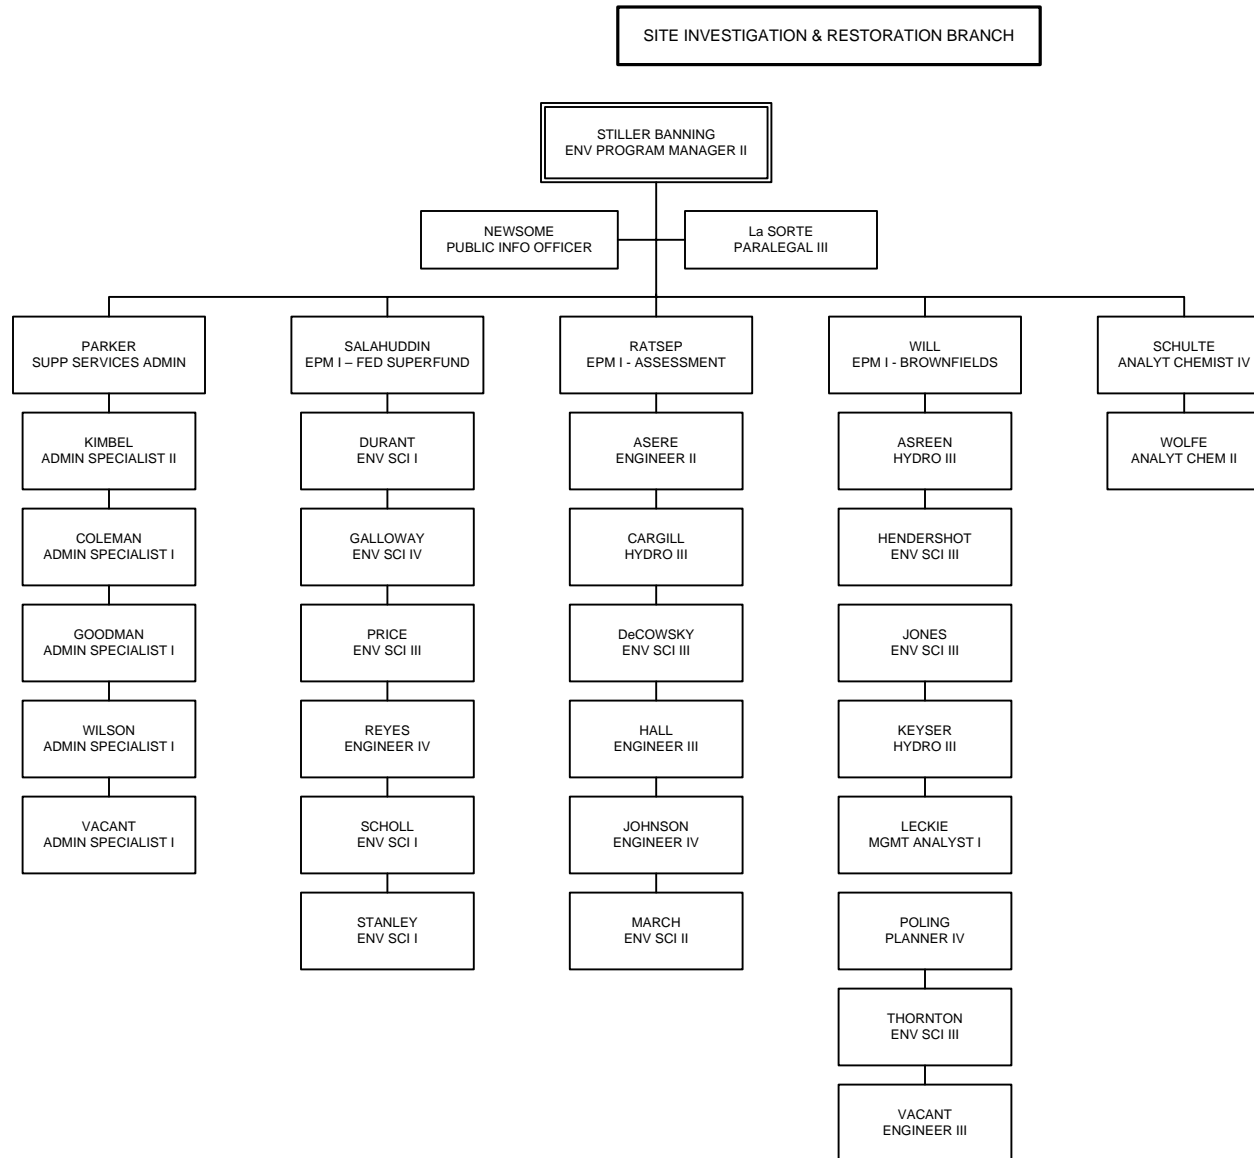 SITE INVESTIGATION & RESTORATION BRANCH
STILLER BANNING
ENV PROGRAM MANAGER II
NEWSOME
PUBLIC INFO OFFICER
La SORTE
PARALEGAL III
PARKER
SUPP SERVICES ADMIN
SALAHUDDIN
EPM I – FED SUPERFUND
RATSEP
EPM I - ASSESSMENT
WILL
EPM I - BROWNFIELDS
SCHULTE
ANALYT CHEMIST IV
KIMBEL
ADMIN SPECIALIST II
DURANT
ENV SCI I
ASERE
ENGINEER II
ASREEN
HYDRO III
WOLFE
ANALYT CHEM II
COLEMAN
ADMIN SPECIALIST I
GALLOWAY
ENV SCI IV
CARGILL
HYDRO III
HENDERSHOT
ENV SCI III
GOODMAN
ADMIN SPECIALIST I
PRICE
ENV SCI III
DeCOWSKY
ENV SCI III
JONES
ENV SCI III
WILSON
ADMIN SPECIALIST I
REYES
ENGINEER IV
HALL
ENGINEER III
KEYSER
HYDRO III
VACANT
ADMIN SPECIALIST I
SCHOLL
ENV SCI I
JOHNSON
ENGINEER IV
LECKIE
MGMT ANALYST I
STANLEY
ENV SCI I
MARCH
ENV SCI II
POLING
PLANNER IV
THORNTON
ENV SCI III
VACANT
ENGINEER III